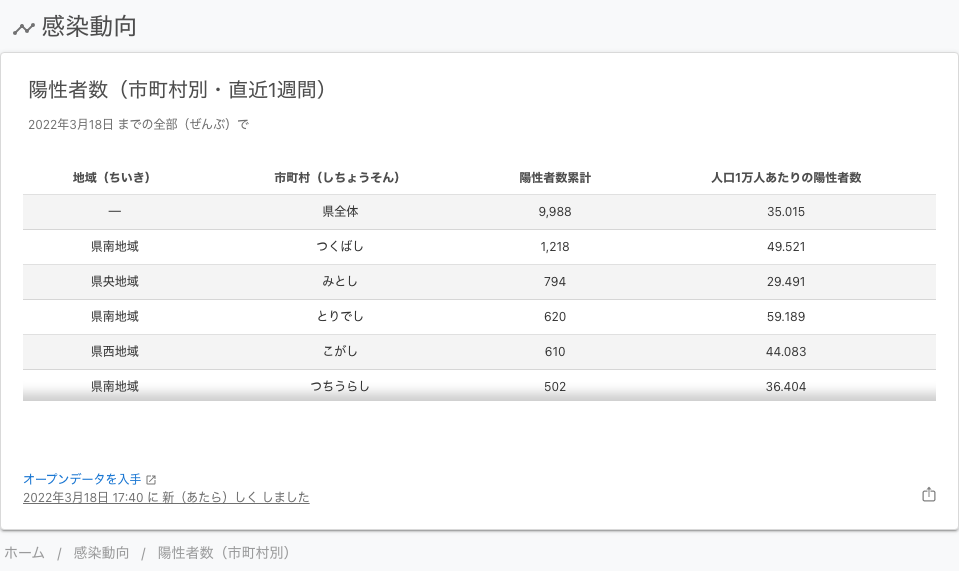 感染動向
陽性者数（市町村別・直近1週間）
2022年3月18日 までの全部（ぜんぶ）で
地域（ちいき） 市町村（しちょうそん） 陽性者数累計 人口1万人あたりの陽性者数
— 県全体 9,988 35.015
県南地域 つくばし 1,218 49.521
県央地域 みとし 794 29.491
県南地域 とりでし 620 59.189
県西地域 こがし 610 44.083
県南地域 つちうらし 502 36.404
オープンデータを入手
2022年3月18日 17:40 に 新（あたら）しく しました
ホーム / 感染動向 / 陽性者数（市町村別）